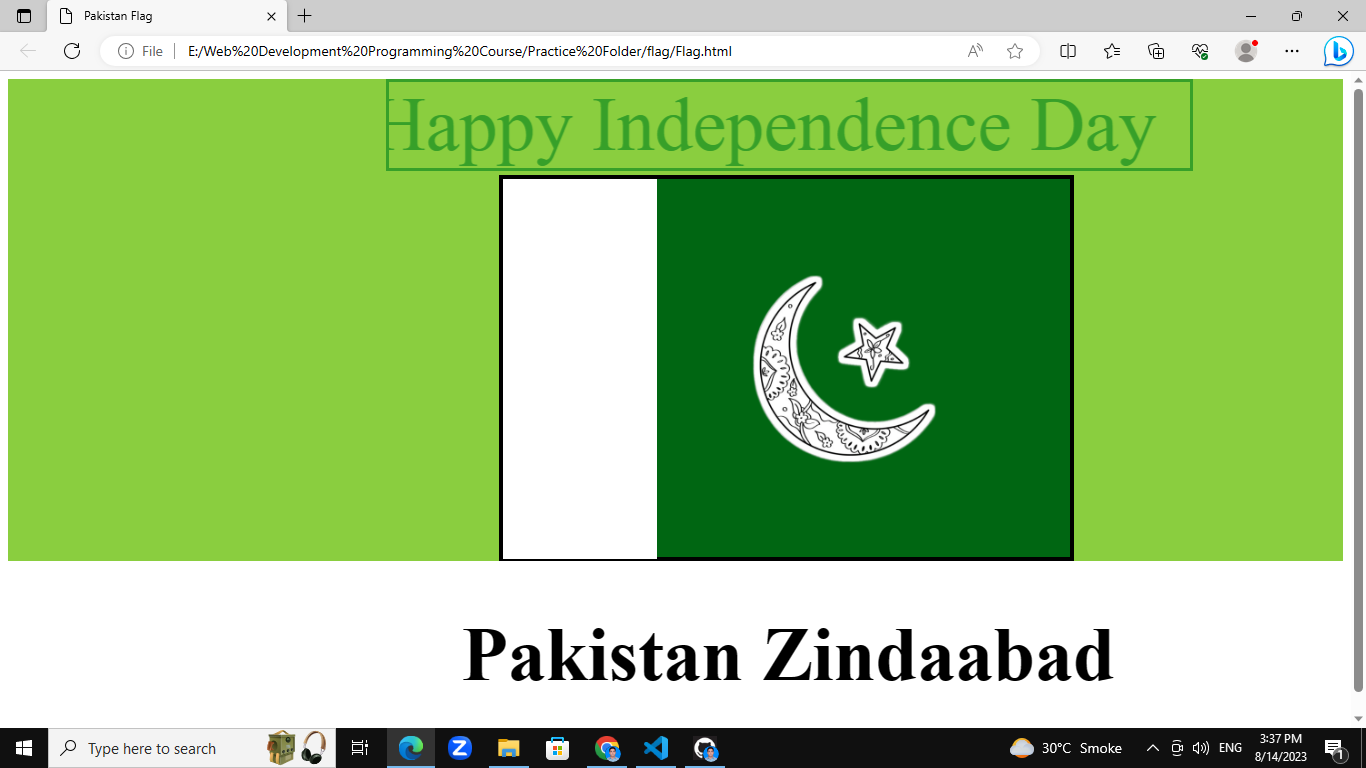 Pakistan Flag
File
E:/Web%20Development%20Programming%20Course/Practice%20Folder/flag/Flag.html
Happy Independence Day
Pakistan Zindaabad
Type here to search
30°C Smoke
ENG
3:37 PM
8/14/2023
1